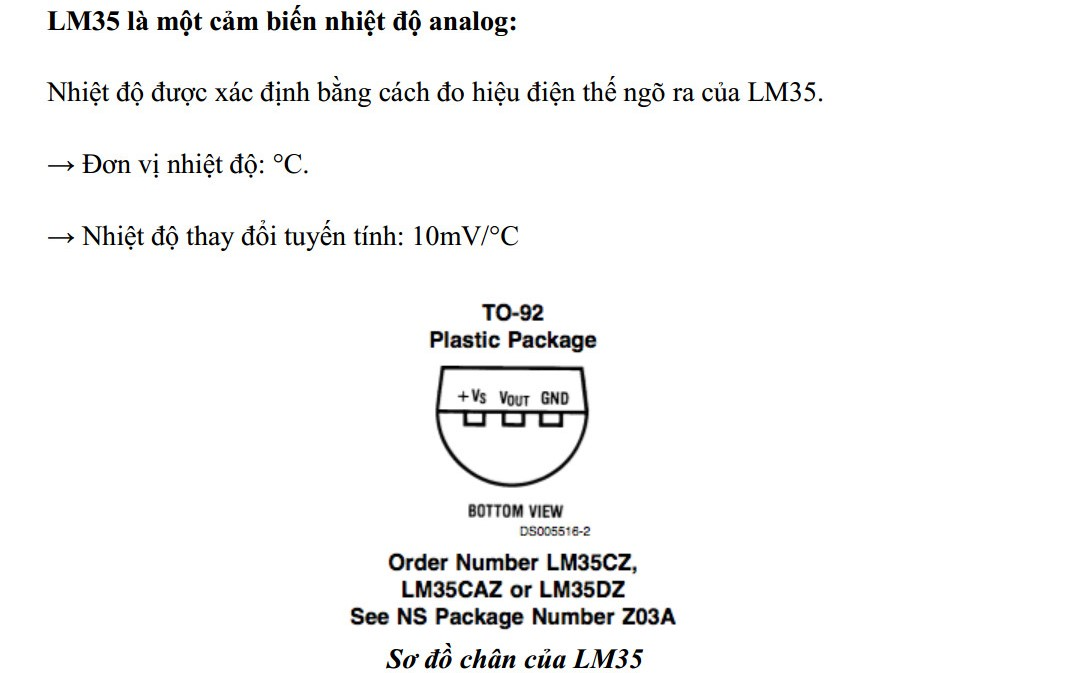 LM35 là một cảm biến nhiệt độ analog:
Nhiệt độ được xác định bằng cách đo hiệu điện thế ngõ ra của LM35.
→ Đơn vị nhiệt độ: °C.
→ Nhiệt độ thay đổi tuyến tính: 10mV/°C
TO-92
Plastic Package
+VS VOUT GND
BOTTOM VIEW
DS005516-2
Order Number LM35CZ,
LM35CAZ or LM35DZ
See NS Package Number Z03A
Sơ đồ chân của LM35